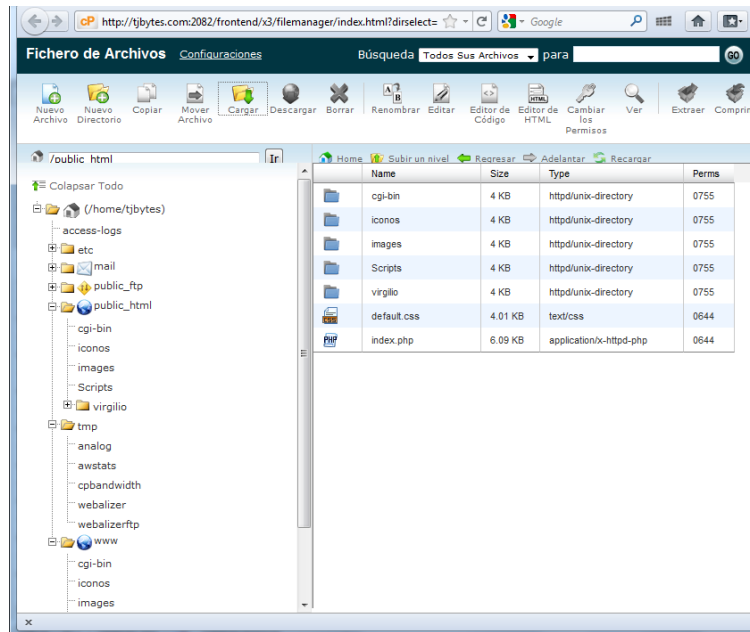 cP http://tjbytes.com:2082/frontend/x3/filemanager/index.html?dirselect= Google
Fichero de Archivos Configuraciones Búsqueda Todos Sus Archivos para GO
Nuevo Archivo Nuevo Directorio Copiar Mover Archivo Cargar Descargar Borrar Renombrar Editar Editor de Código Editor de HTML Cambiar los Permisos Ver Extraer Comprir
/public_html Ir Home Subir un nivel Regresar Adelantar Recargar
Name Size Type Perms
Colapsar Todo
(/home/tjbytes)
access-logs
etc
mail
public_ftp
public_html
cgi-bin
iconos
images
Scripts
virgilio
tmp
analog
awstats
cpbandwidth
webalizer
webalizerftp
www
cgi-bin
iconos
images
cgi-bin 4 KB httpd/unix-directory 0755
iconos 4 KB httpd/unix-directory 0755
images 4 KB httpd/unix-directory 0755
Scripts 4 KB httpd/unix-directory 0755
virgilio 4 KB httpd/unix-directory 0755
default.css 4.01 KB text/css 0644
PHP index.php 6.09 KB application/x-httpd-php 0644
x